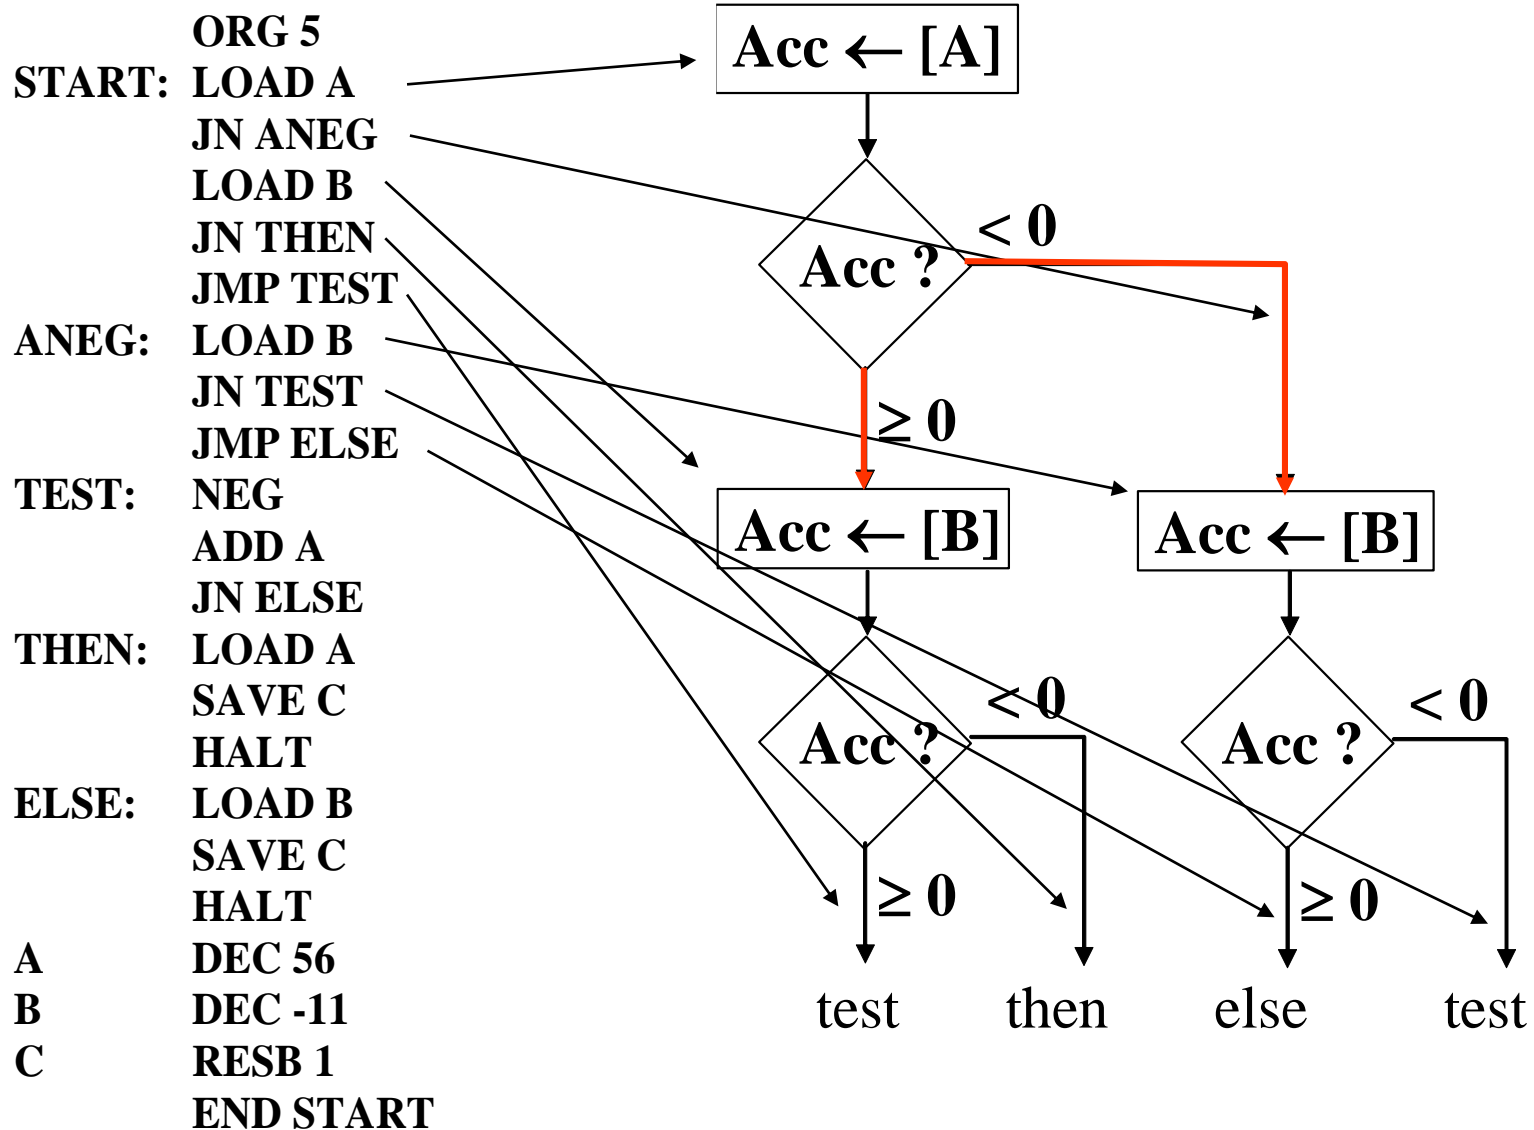 ORG 5
START: LOAD A
JN ANEG
LOAD B
JN THEN
JMP TEST
ANEG: LOAD B
JN TEST
JMP ELSE
TEST: NEG
ADD A
JN ELSE
THEN: LOAD A
SAVE C
HALT
ELSE: LOAD B
SAVE C
HALT
A DEC 56
B DEC -11
C RESB 1
END START
Acc ← [A]
Acc ?
< 0
≥ 0
Acc ← [B]
Acc ← [B]
Acc ?
< 0
≥ 0
Acc ?
< 0
≥ 0
test then else test